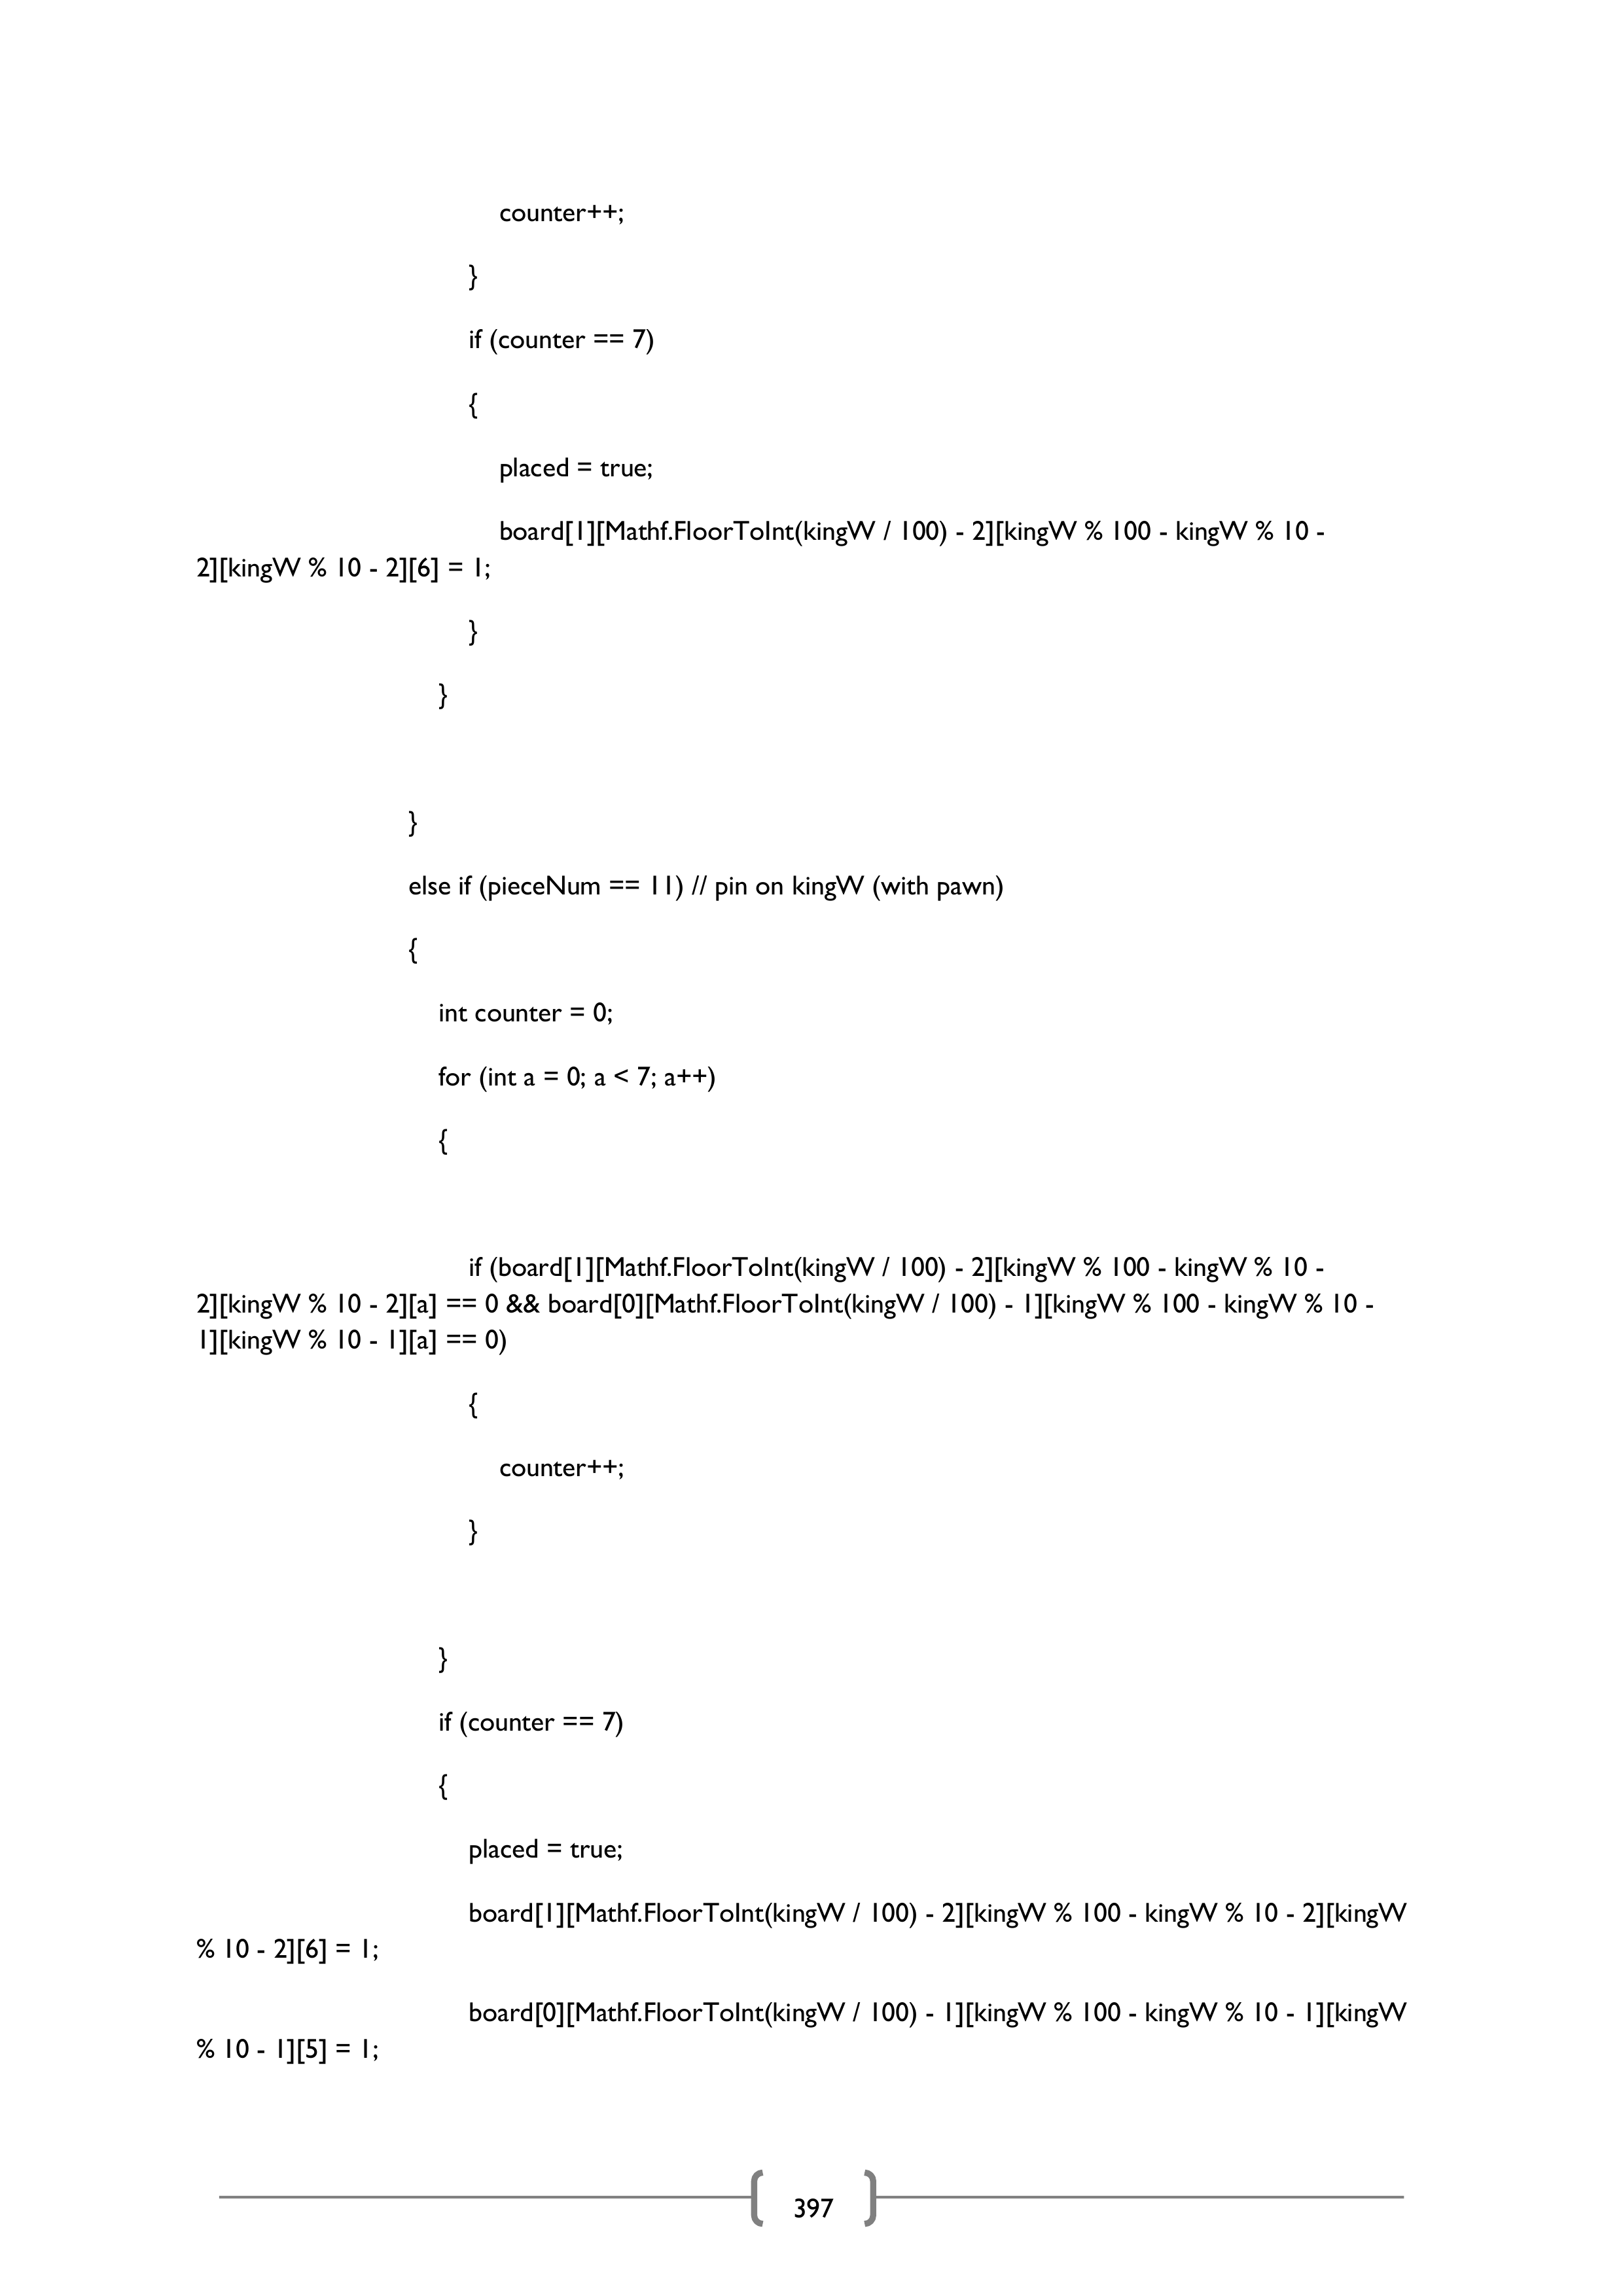 counter++;
}
if (counter == 7)
{
placed = true;
board[1][Mathf.FloorToInt(kingW / 100) - 2][kingW % 100 - kingW % 10 -
2][kingW % 10 - 2][6] = 1;
}
}
}
else if (pieceNum == 11) // pin on kingW (with pawn)
{
int counter = 0;
for (int a = 0; a < 7; a++)
{
if (board[1][Mathf.FloorToInt(kingW / 100) - 2][kingW % 100 - kingW % 10 -
2][kingW % 10 - 2][a] == 0 && board[0][Mathf.FloorToInt(kingW / 100) - 1][kingW % 100 - kingW % 10 -
1][kingW % 10 - 1][a] == 0)
{
counter++;
}
}
if (counter == 7)
{
placed = true;
board[1][Mathf.FloorToInt(kingW / 100) - 2][kingW % 100 - kingW % 10 - 2][kingW
% 10 - 2][6] = 1;
board[0][Mathf.FloorToInt(kingW / 100) - 1][kingW % 100 - kingW % 10 - 1][kingW
% 10 - 1][5] = 1;
397